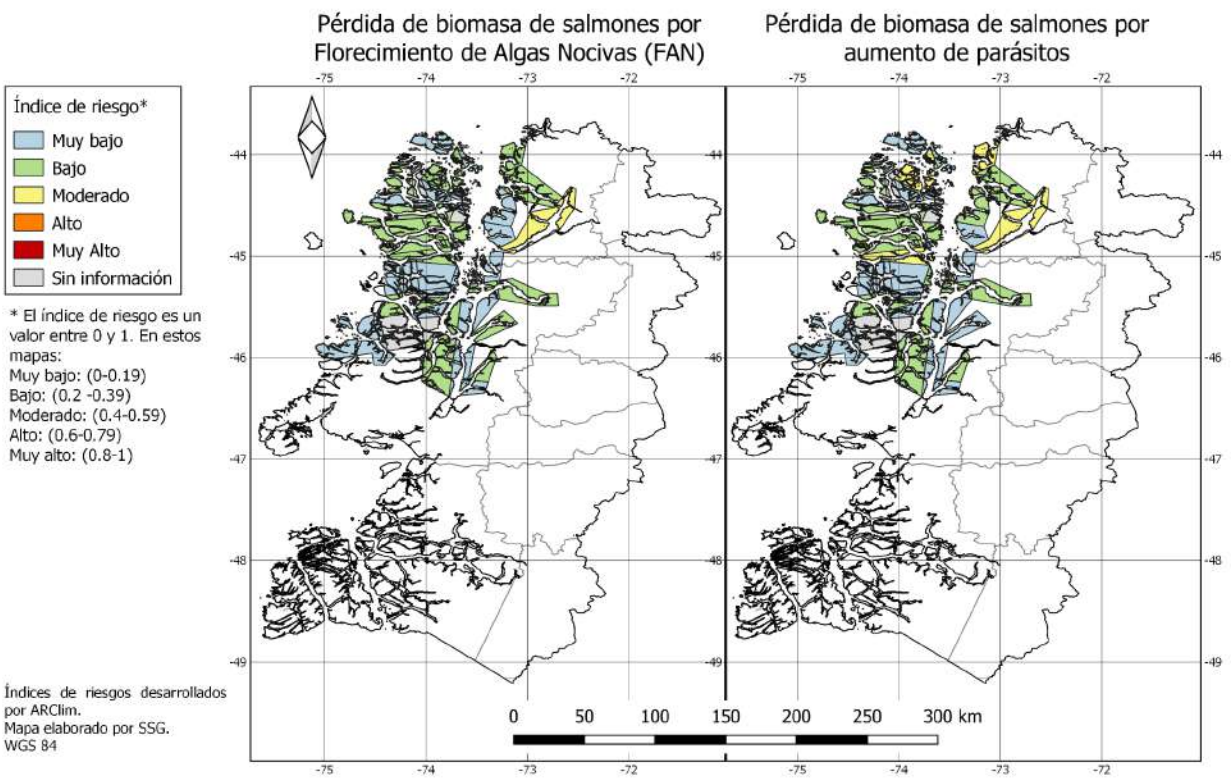 Pérdida de biomasa de salmones por
Florecimiento de Algas Nocivas (FAN)
Pérdida de biomasa de salmones por
aumento de parásitos
Índice de riesgo*
Muy bajo
Bajo
Moderado
Alto
Muy Alto
Sin información
* El índice de riesgo es un
valor entre 0 y 1. En estos
mapas:
Muy bajo: (0-0.19)
Bajo: (0.2 -0.39)
Moderado: (0.4-0.59)
Alto: (0.6-0.79)
Muy alto: (0.8-1)
Índices de riesgos desarrollados
por ARClim.
Mapa elaborado por SSG.
WGS 84
-75 -74 -73 -72
-75 -74 -73 -72
-44 -44 -44
-45 -45 -45
-46 -46 -46
-47 -47 -47
-48 -48 -48
-49 -49 -49
0 50 100 150 200 250 300 km
-75 -74 -73 -72
-75 -74 -73 -72